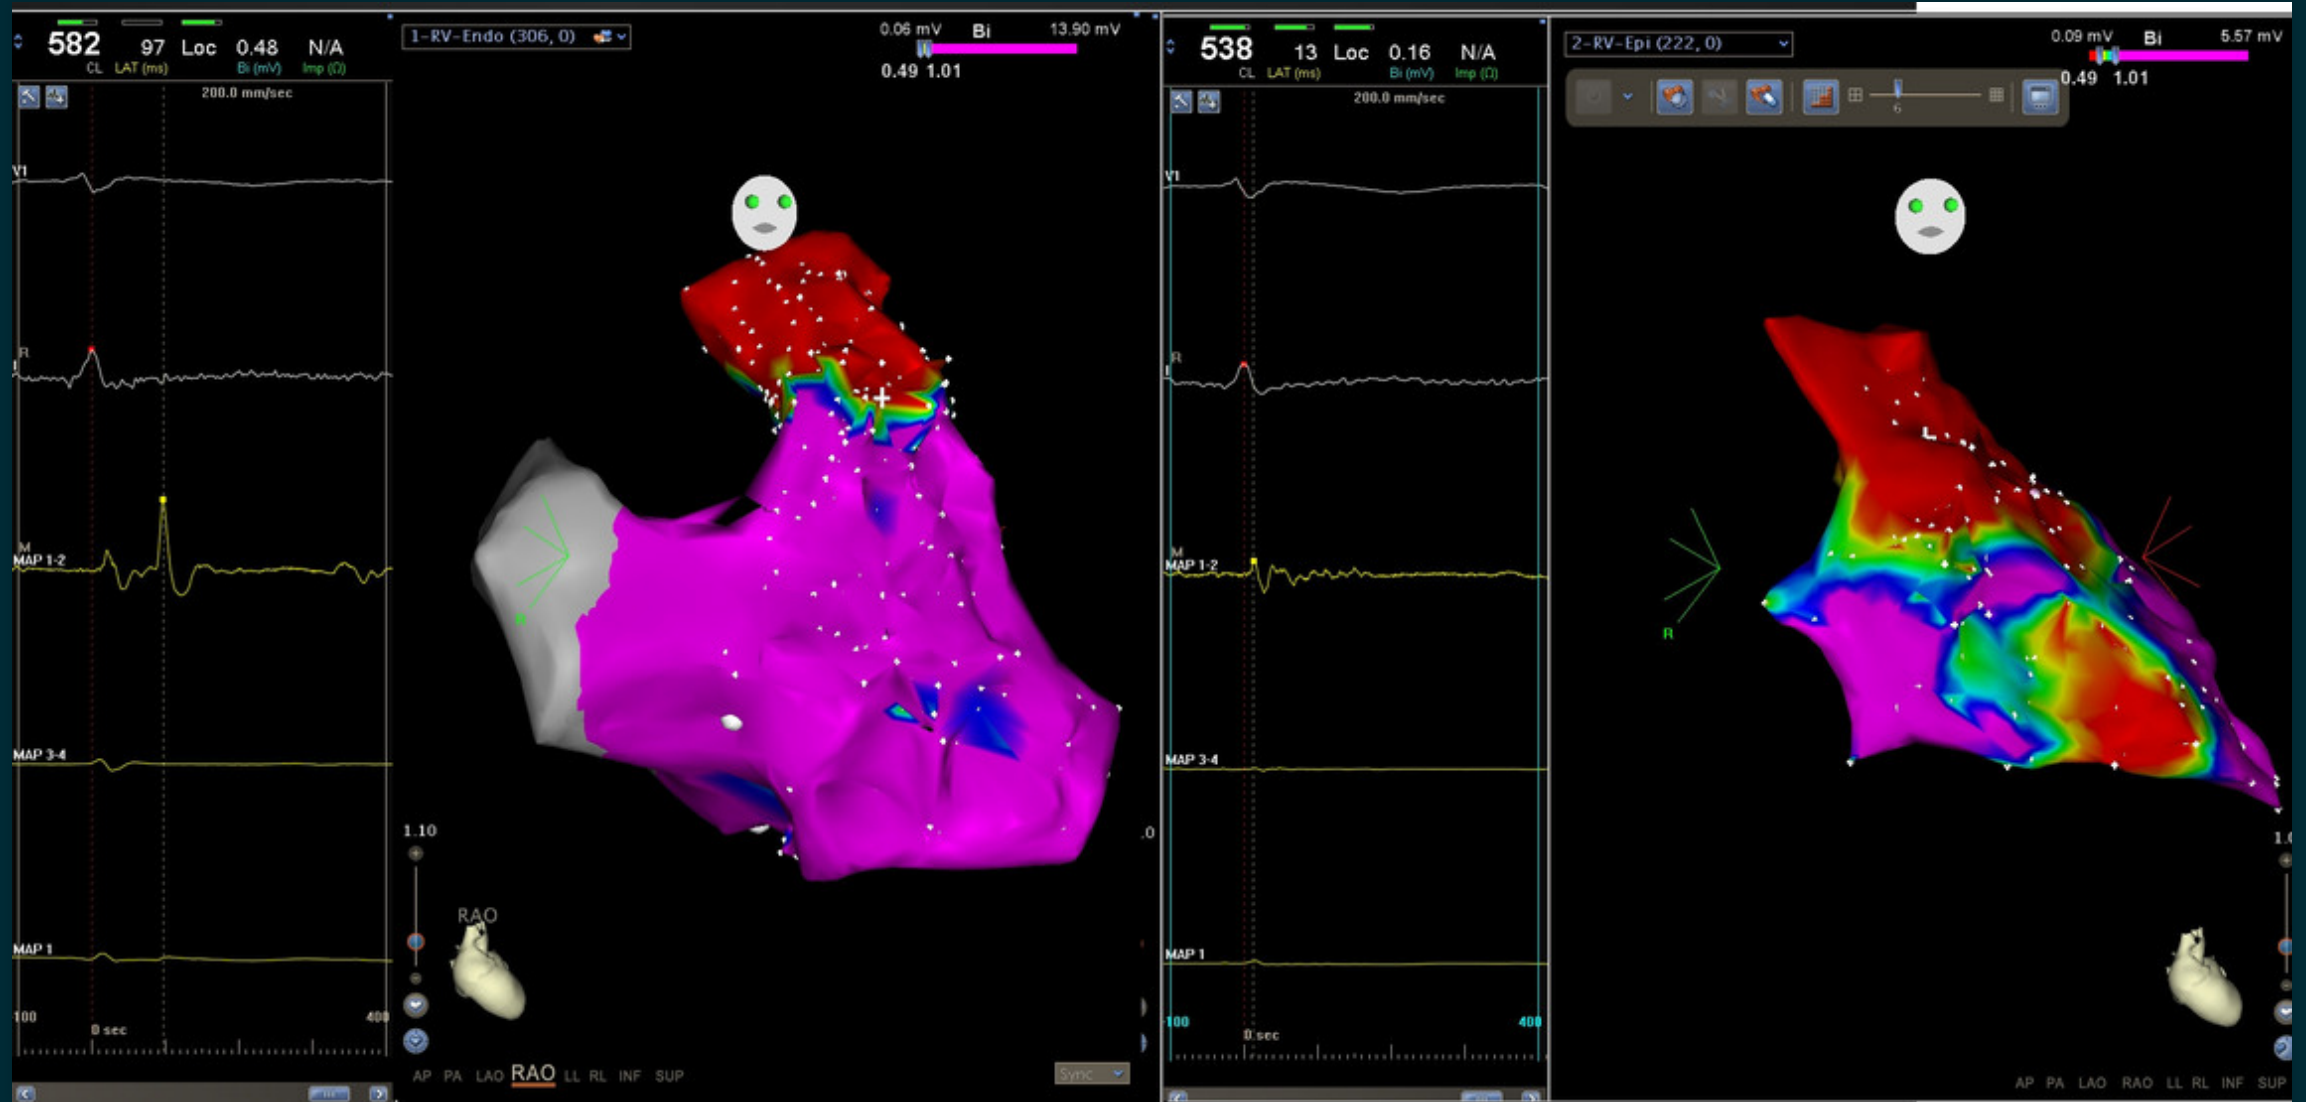 582
97
Loc
0.48
N/A
CL
LAT (ms)
Bi (mV)
Imp (Ω)
200.0 mm/sec
V1
R
I
M
MAP 1-2
MAP 3-4
MAP 1
-100
0 sec
400
1-RV-Endo (306, 0)
0.06 mV
Bi
13.90 mV
0.49 1.01
1.10
RAO
AP PA LAO RAO LL RL INF SUP
Sync
.0
538
13
Loc
0.16
N/A
CL
LAT (ms)
Bi (mV)
Imp (Ω)
200.0 mm/sec
V1
R
I
M
MAP 1-2
MAP 3-4
MAP 1
-100
0 sec
400
2-RV-Epi (222, 0)
0.09 mV
Bi
5.57 mV
0.49 1.01
6
L
R
AP PA LAO RAO LL RL INF SUP